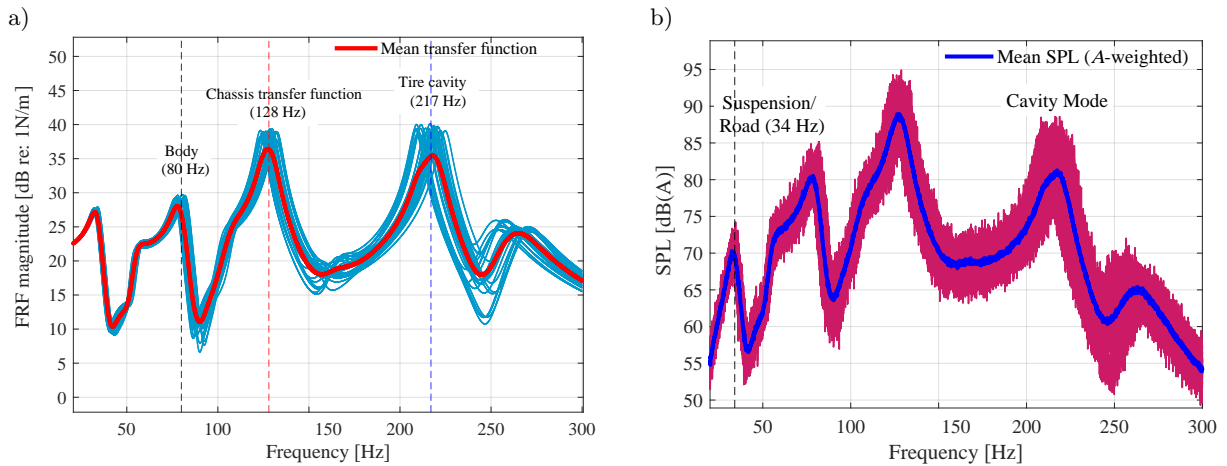 a)
FRF magnitude [dB re: 1N/m]
50
45
40
35
30
25
20
15
10
5
0
Mean transfer function
Chassis transfer function
(128 Hz)
Tire cavity
(217 Hz)
Body
(80 Hz)
50
100
150
200
250
300
Frequency [Hz]
b)
SPL [dB(A)]
95
90
85
80
75
70
65
60
55
50
Mean SPL (A-weighted)
Suspension/
Road (34 Hz)
Cavity Mode
50
100
150
200
250
300
Frequency [Hz]